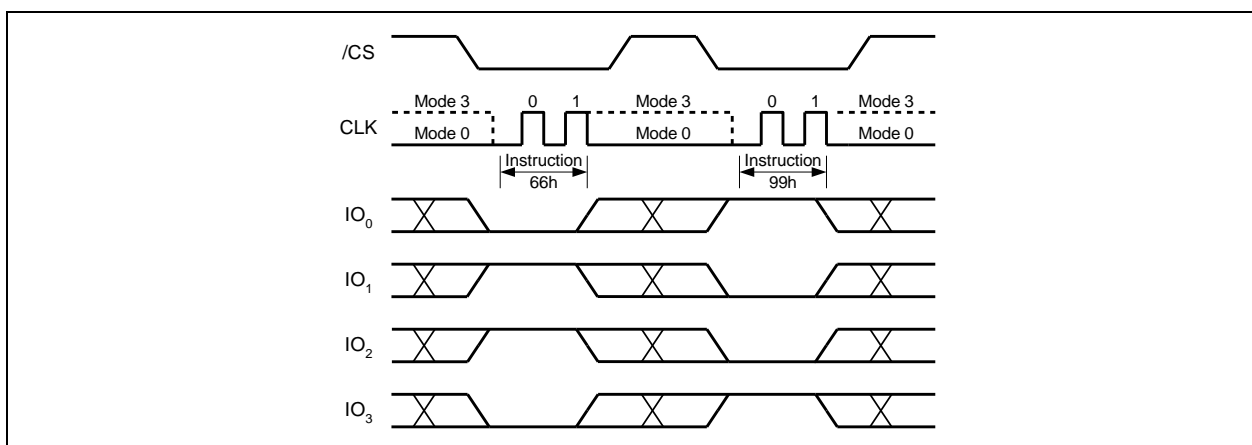 /CS
Mode 3 0 1 Mode 3 0 1 Mode 3
CLK
Mode 0 Mode 0 Mode 0
Instruction Instruction
66h 99h
IO0
IO1
IO2
IO3